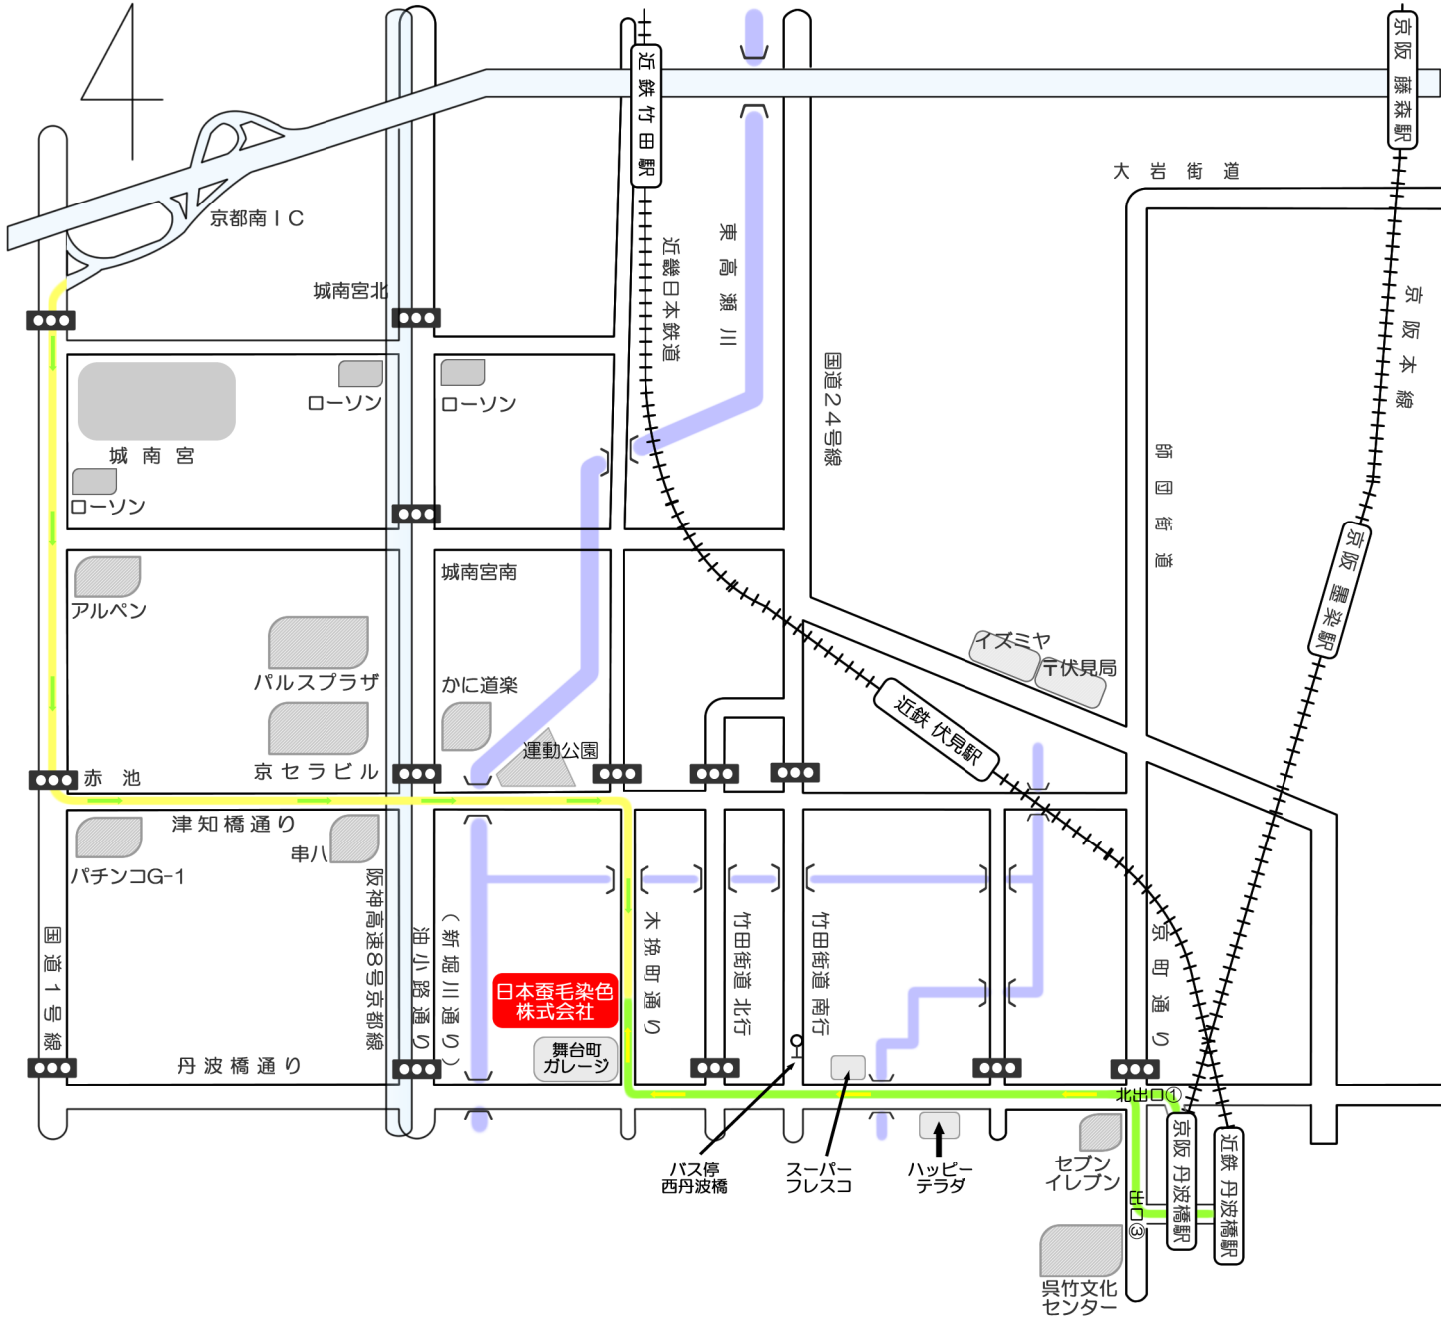 京阪 藤森駅
近鉄竹田駅
大岩街道
京都南IC
東高瀬川
近畿日本鉄道
城南宮北
京阪本線
国道24号線
ローソン
ローソン
城南宮
ローソン
師団街道
京阪 墨染駅
城南宮南
アルペン
イズミヤ
〒伏見局
パルスプラザ
かに道楽
近鉄 伏見駅
運動公園
京セラビル
赤池
津知橋通り
串八
パチンコG-1
阪神高速8号京都線
油小路通り
(新堀川通り)
木挽町通り
竹田街道 北行
竹田街道 南行
京町通り
国道1号線
日本蚕毛染色
株式会社
舞台町
ガレージ
丹波橋通り
北出口①
バス停
西丹波橋
スーパー
フレスコ
ハッピー
テラダ
セブン
イレブン
京阪 丹波橋駅
近鉄 丹波橋駅
出口③
呉竹文化
センター